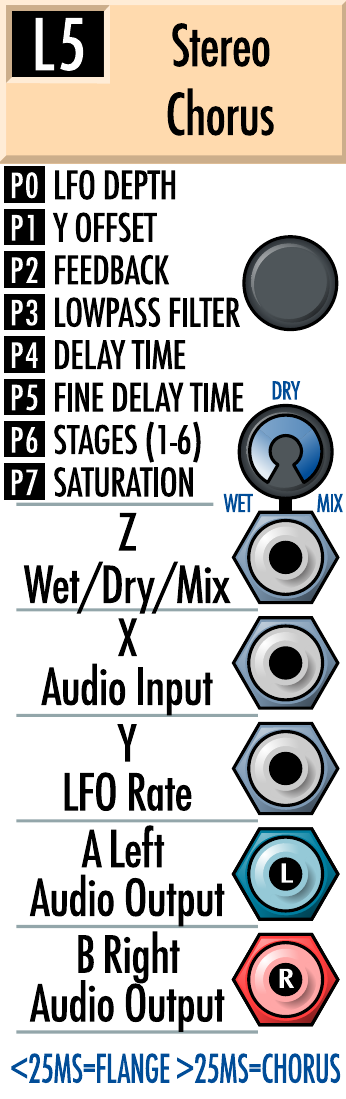 L5
Stereo
Chorus
P0 LFO DEPTH
P1 Y OFFSET
P2 FEEDBACK
P3 LOWPASS FILTER
P4 DELAY TIME
P5 FINE DELAY TIME
DRY
P6 STAGES (1-6)
P7 SATURATION
WET MIX
Z
Wet/Dry/Mix
X
Audio Input
Y
LFO Rate
A Left
Audio Output
L
B Right
Audio Output
R
<25MS=FLANGE >25MS=CHORUS